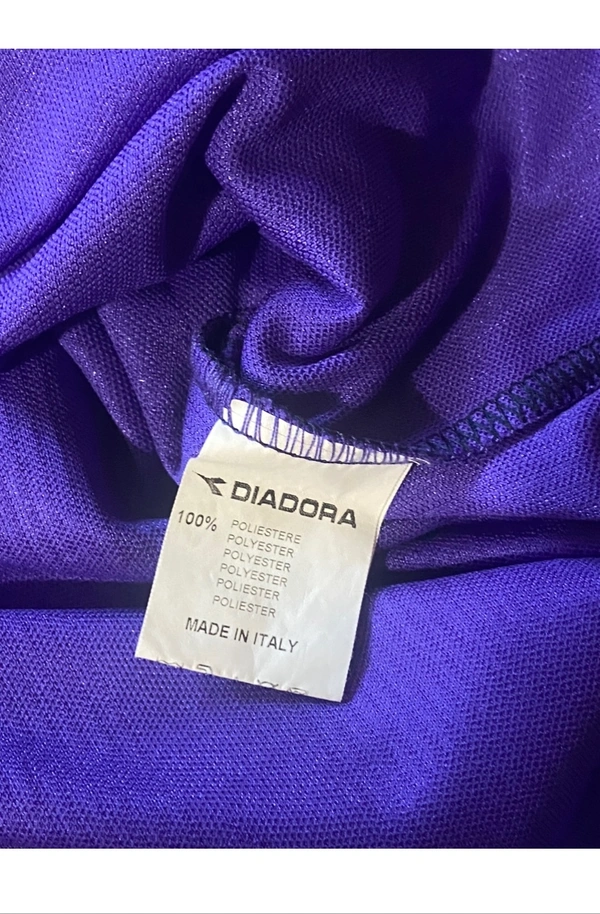 DIADORA
100% POLIESTERE
POLYESTER
POLYESTER
POLYESTER
POLIESTER
POLIESTER
MADE IN ITALY